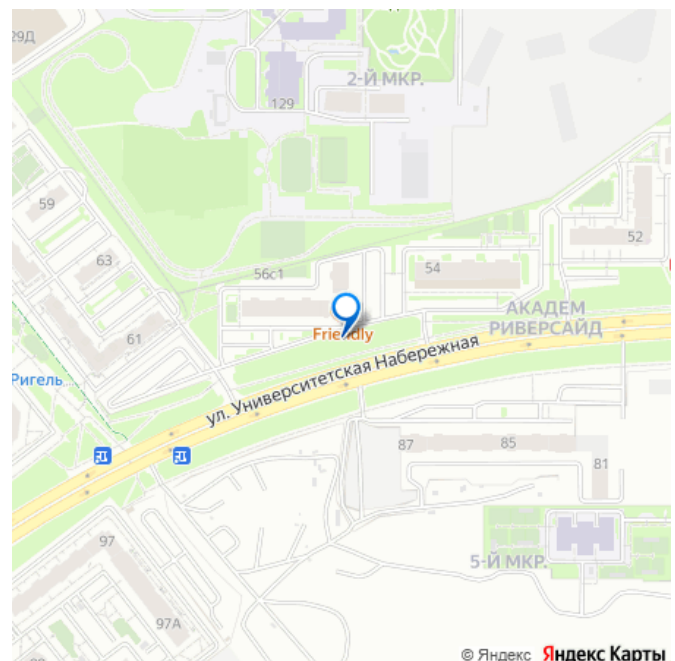 29Д
2-Й МКР.
129
59
52
63
56с1
54
АКАДЕМ
РИВЕРСАЙД
Friendly
61
ул. Университетская Набережная
Ригель...
87
85
81
97
5-Й МКР.
97А
© Яндекс Яндекс Карты